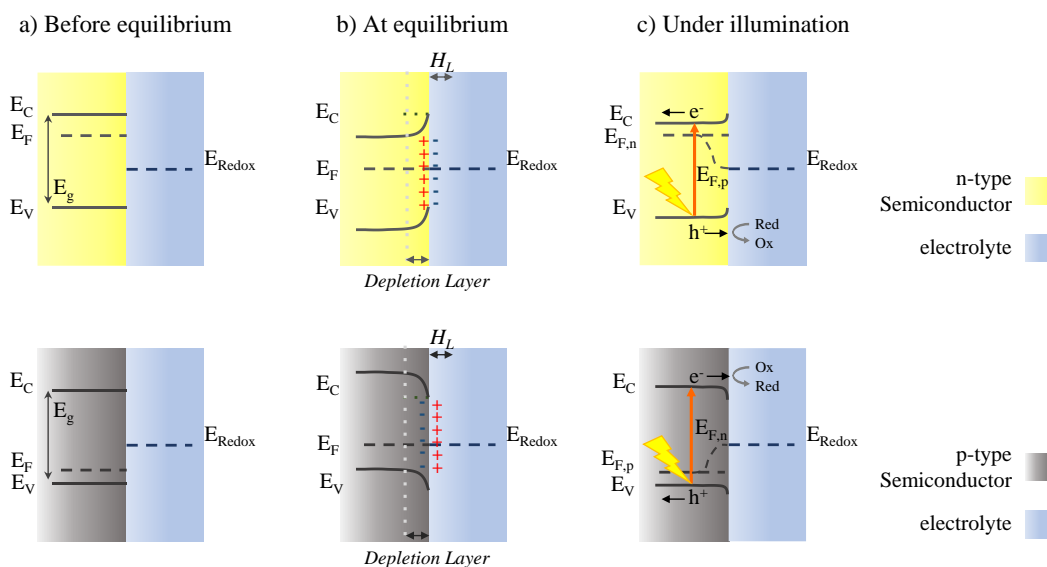 a) Before equilibrium
b) At equilibrium
c) Under illumination
E_C
E_F
E_g
E_V
E_Redox
H_L
E_C
E_F
E_Redox
+ -
+ -
+ -
+ -
+ -
+ -
Depletion Layer
e-
E_C
E_F,n
E_F,p
E_V
h+
Red
Ox
E_Redox
n-type
Semiconductor
electrolyte
E_C
E_g
E_F
E_V
E_Redox
H_L
E_C
E_F
E_Redox
- +
- +
- +
- +
- +
- +
Depletion Layer
e-
Ox
Red
E_C
E_F,n
E_F,p
E_V
h+
E_Redox
p-type
Semiconductor
electrolyte